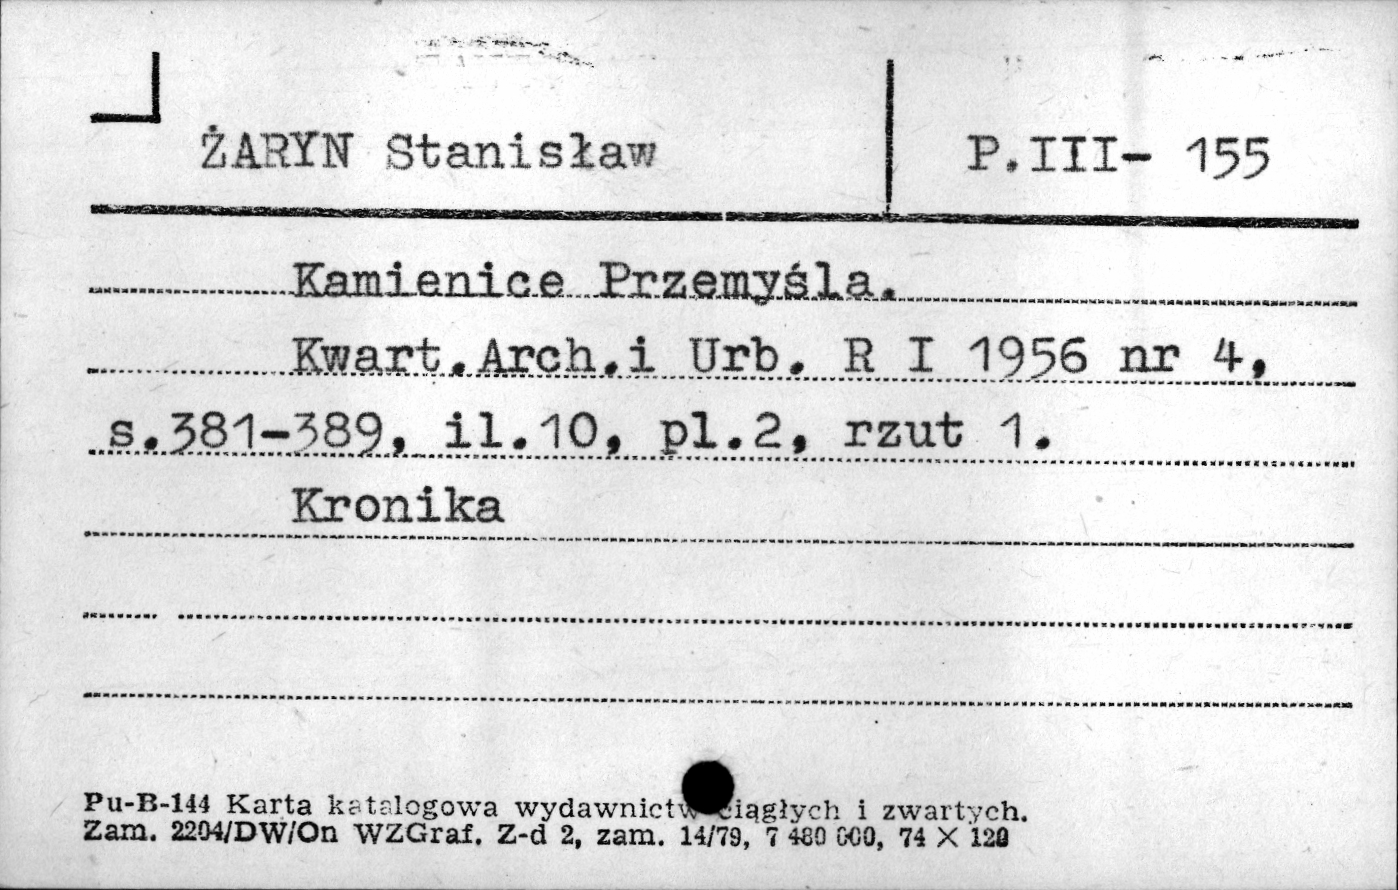 ŻARYN Stanisław
P.III- 155
Kamienice Przemyśla.
Kwart.Arch.i Urb. R I 1956 nr 4,
s.381-389, il.10, pl.2, rzut 1.
Kronika
Pu-B-144 Karta katalogowa wydawnictw ciągłych i zwartych.
Zam. 2204/DW/On WZGraf. Z-d 2, zam. 14/79, 7 480 000, 74 X 120